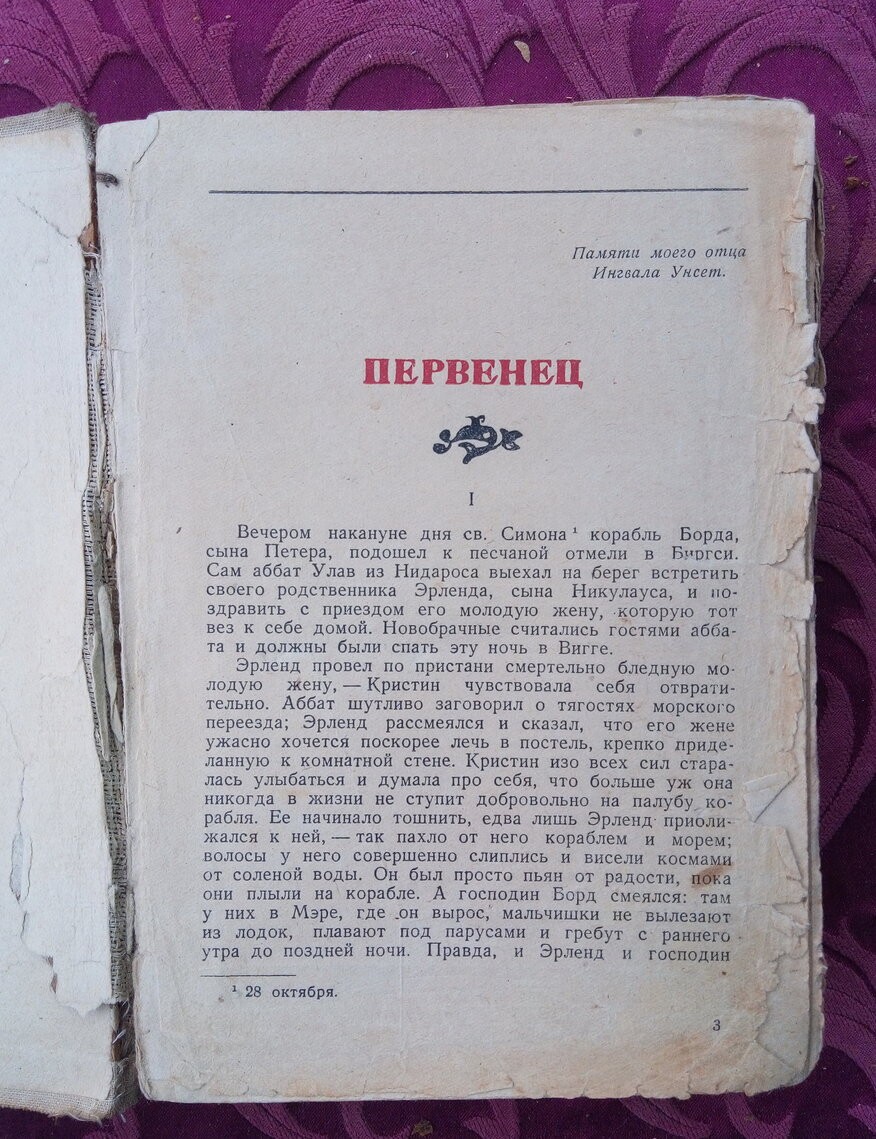 Памяти моего отца
Ингвала Унсет.
ПЕРВЕНЕЦ
I
Вечером накануне дня св. Симона ¹ корабль Борда,
сына Петера, подошел к песчаной отмели в Биргси.
Сам аббат Улав из Нидароса выехал на берег встретить
своего родственника Эрленда, сына Никулауса, и по-
здравить с приездом его молодую жену, которую тот
вез к себе домой. Новобрачные считались гостями абба-
та и должны были спать эту ночь в Вигге.
Эрленд провел по пристани смертельно бледную мо-
лодую жену, — Кристин чувствовала себя отврати-
тельно. Аббат шутливо заговорил о тягостях морского
переезда; Эрленд рассмеялся и сказал, что его жене
ужасно хочется поскорее лечь в постель, крепко приде-
ланную к комнатной стене. Кристин изо всех сил стара-
лась улыбаться и думала про себя, что больше уж она
никогда в жизни не ступит добровольно на палубу ко-
рабля. Ее начинало тошнить, едва лишь Эрленд прибли-
жался к ней, — так пахло от него кораблем и морем;
волосы у него совершенно слиплись и висели космами
от соленой воды. Он был просто пьян от радости, пока
они плыли на корабле. А господин Борд смеялся: там
у них в Мэре, где он вырос, мальчишки не вылезают
из лодок, плавают под парусами и гребут с раннего
утра до поздней ночи. Правда, и Эрленд и господин
¹ 28 октября.
3